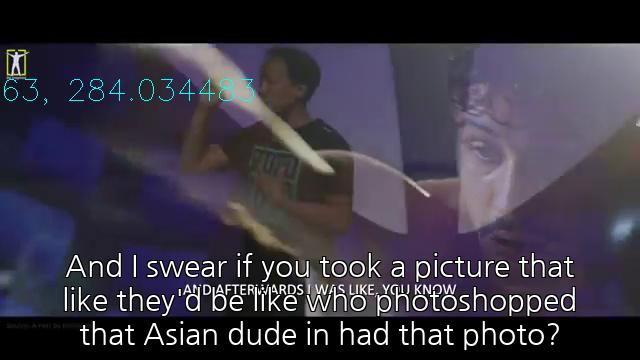 63, 284.034483
And I swear if you took a picture that
AND AFTERWARDS I WAS LIKE, YOU KNOW
like they'd be like who photoshopped
that Asian dude in had that photo?